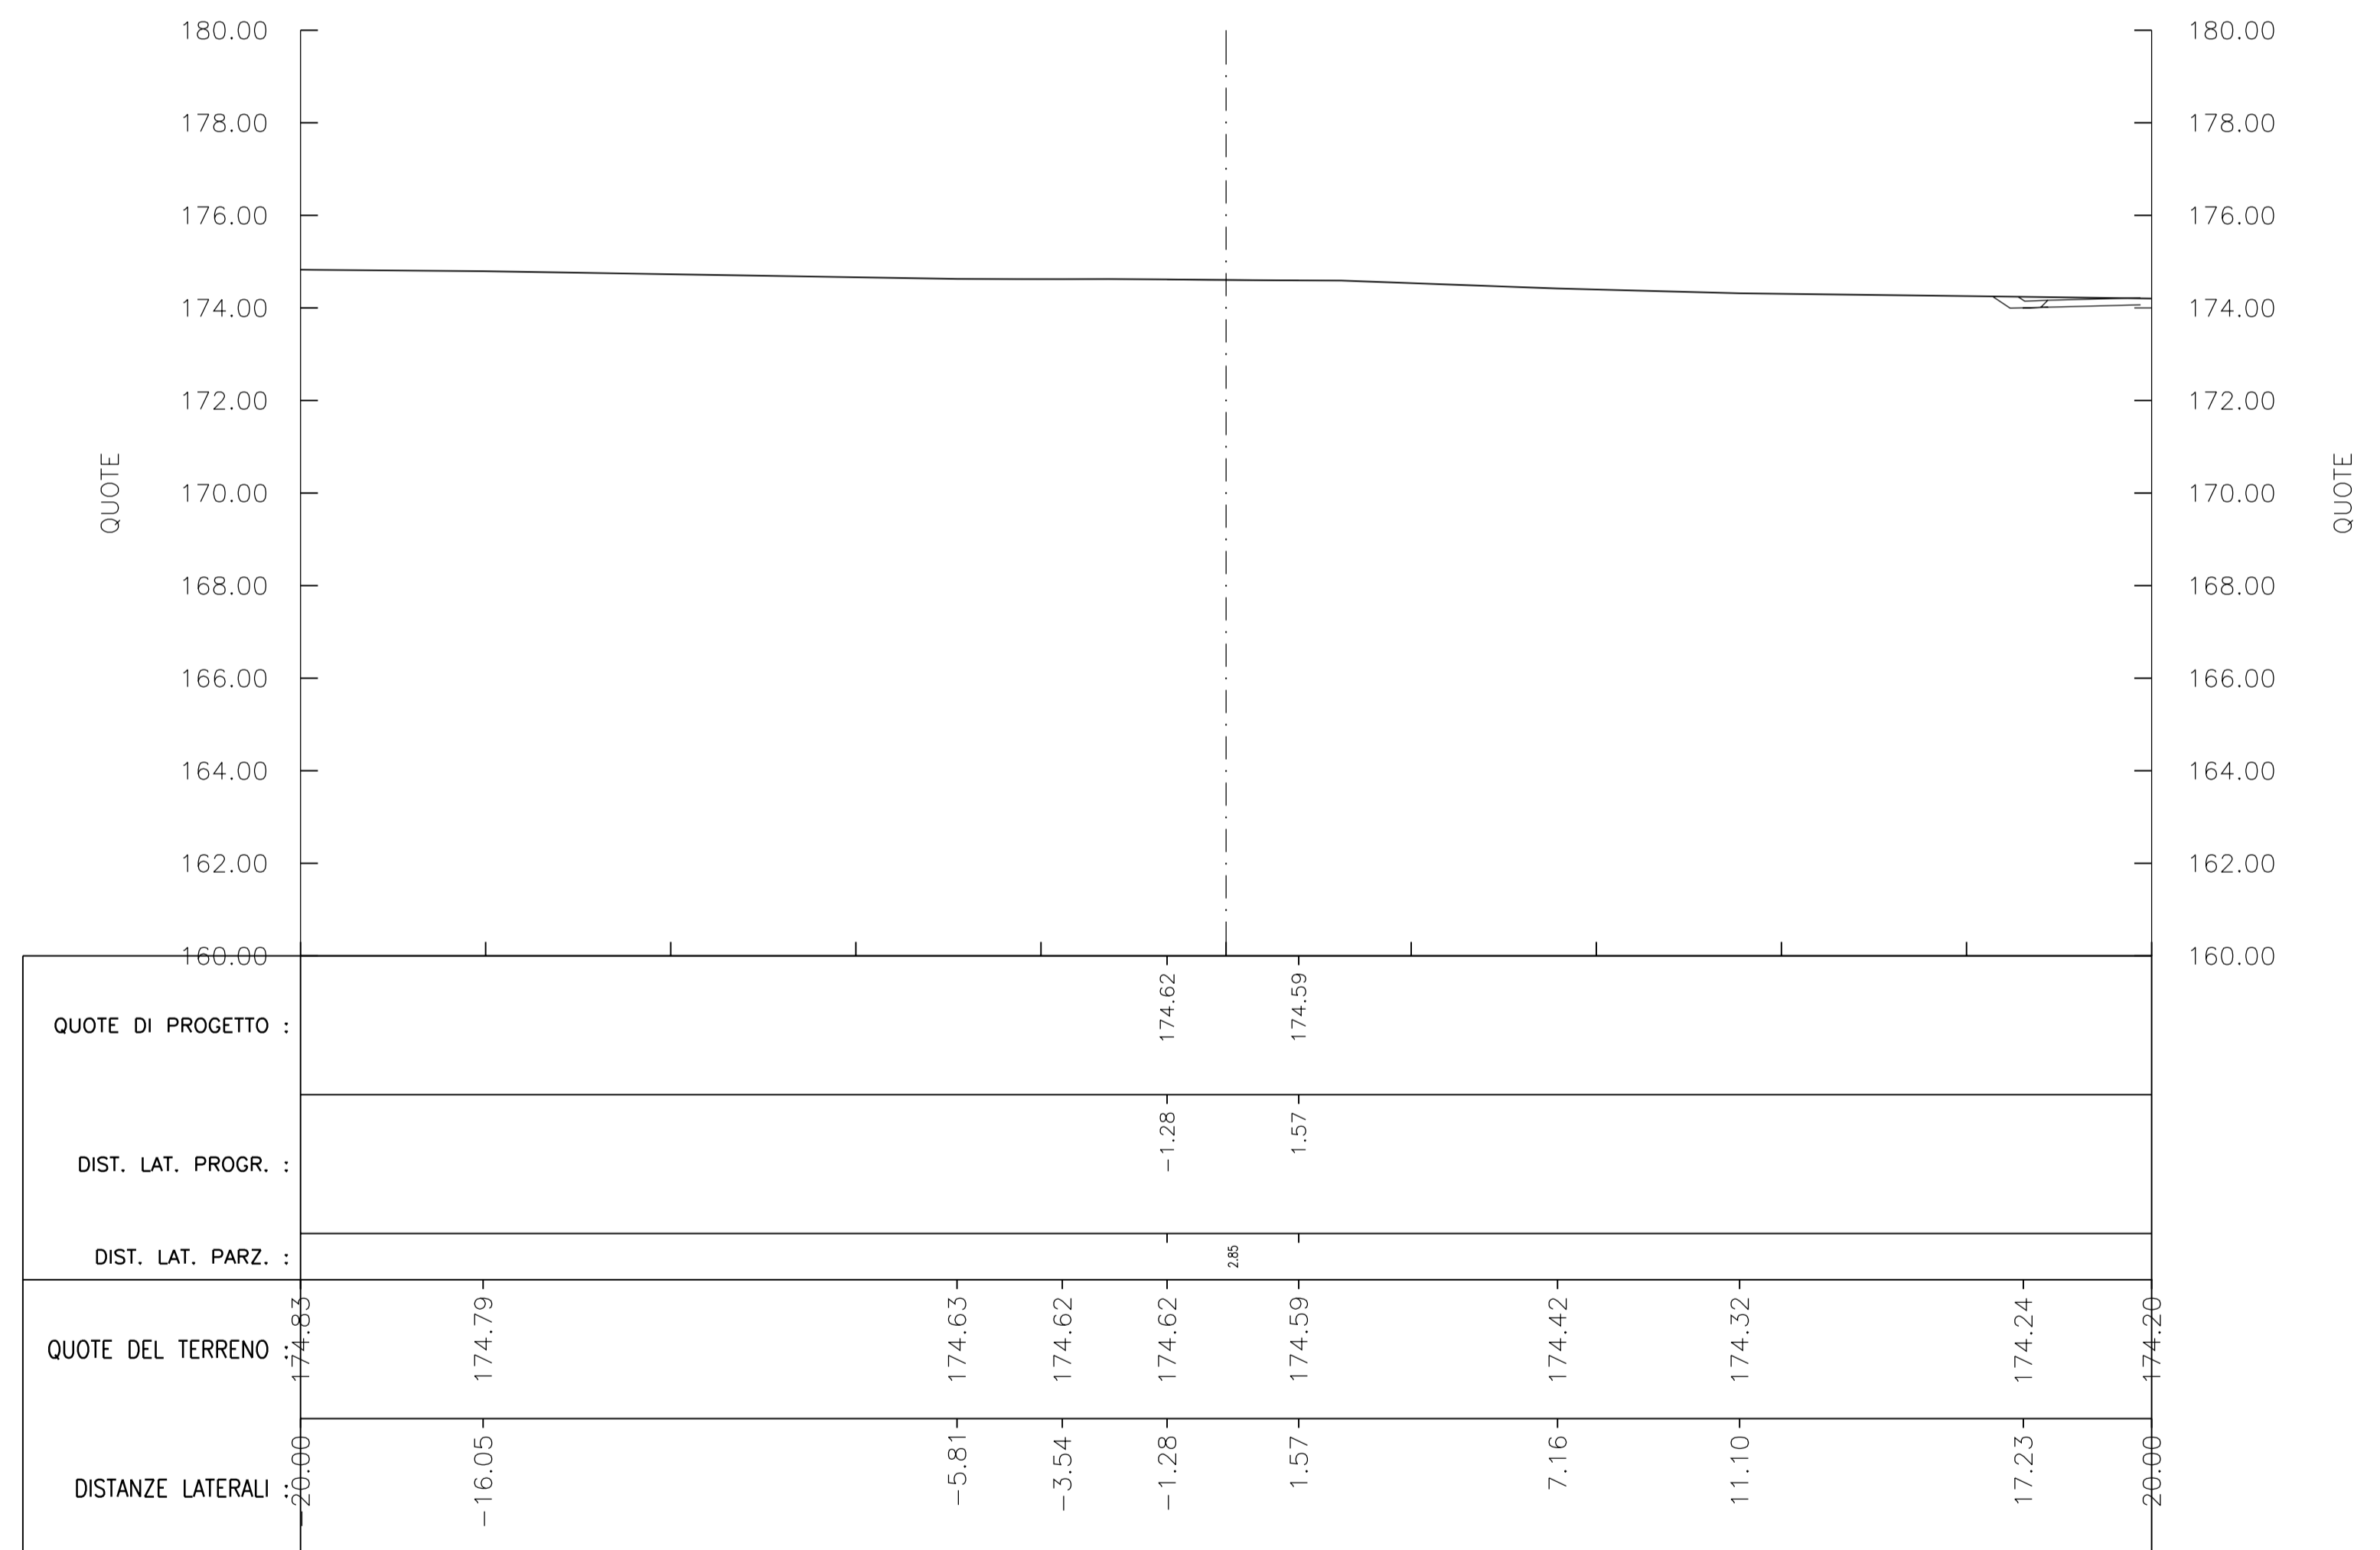 180.00 180.00
178.00 178.00
176.00 176.00
174.00 174.00
172.00 172.00
QUOTE QUOTE
170.00 170.00
168.00 168.00
166.00 166.00
164.00 164.00
162.00 162.00
160.00 160.00
QUOTE DI PROGETTO : 174.62 174.59
DIST. LAT. PROGR. : -1.28 1.57
DIST. LAT. PARZ. : 2.85
QUOTE DEL TERRENO : 174.83 174.79 174.63 174.62 174.62 174.59 174.42 174.32 174.24 174.20
DISTANZE LATERALI : -20.00 -16.05 -5.81 -3.54 -1.28 1.57 7.16 11.10 17.23 20.00